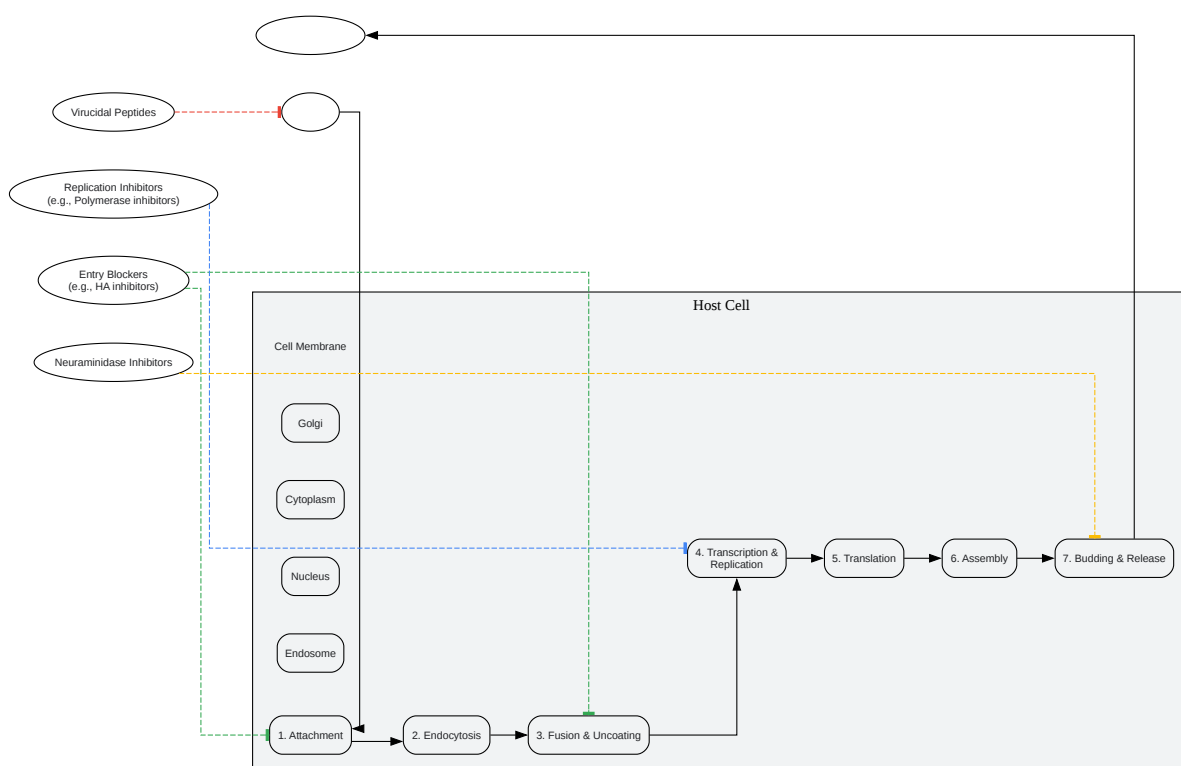 Virucidal Peptides
Replication Inhibitors
(e.g., Polymerase inhibitors)
Entry Blockers
(e.g., HA inhibitors)
Host Cell
Cell Membrane
Neuraminidase Inhibitors
Golgi
Cytoplasm
4. Transcription &
Replication
5. Translation
6. Assembly
7. Budding & Release
Nucleus
Endosome
1. Attachment
2. Endocytosis
3. Fusion & Uncoating